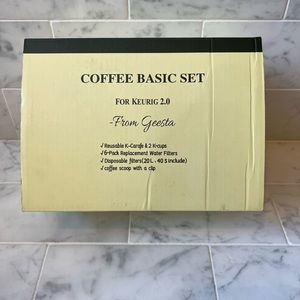 COFFEE BASIC SET
FOR KEURIG 2.0
-From Geesta
√ Reusable K-Carafe & 2 K-cups
√ 6-Pack Replacement Water Filters
√ Disposable filters(20 L , 40 S include)
√ coffee scoop with a clip